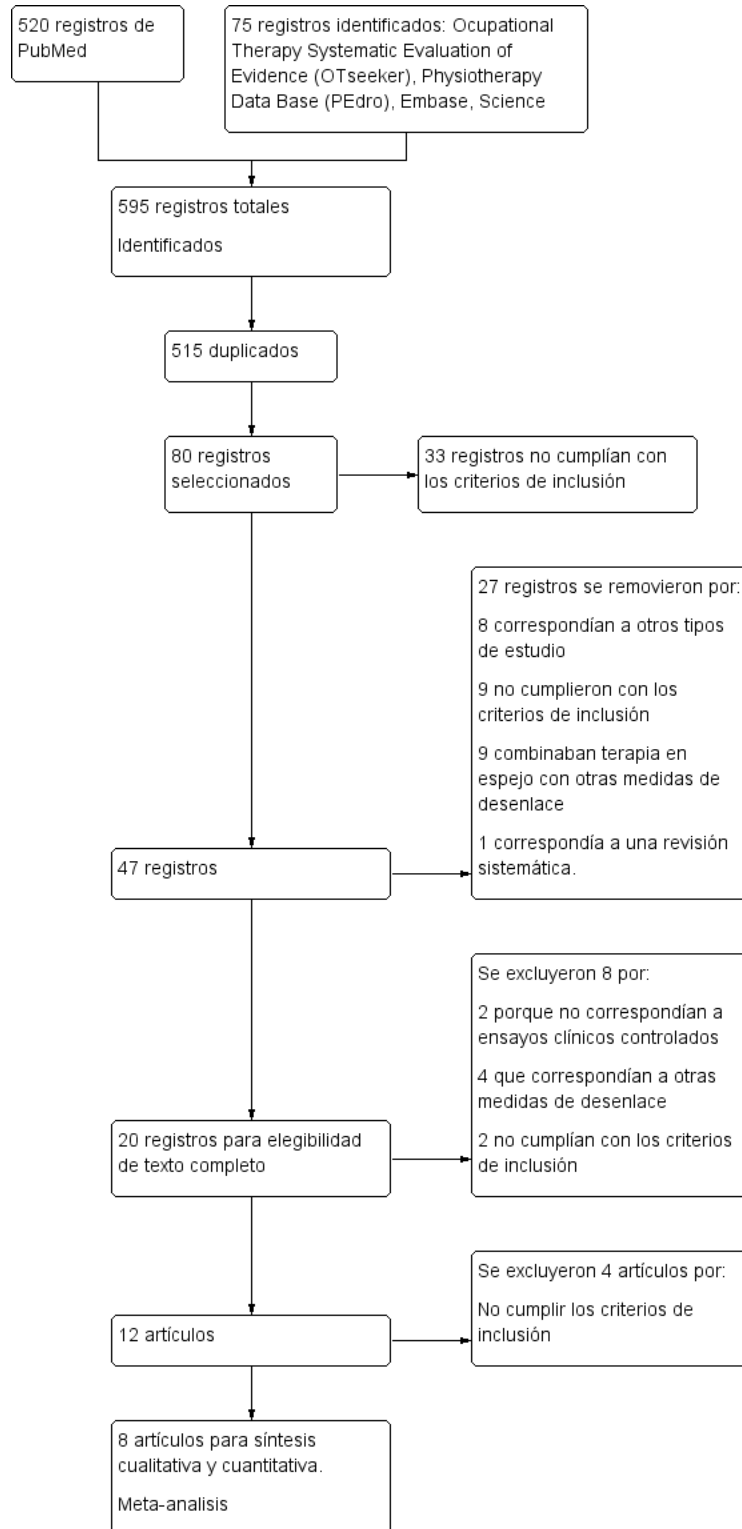 520 registros de
PubMed
75 registros identificados: Ocupational
Therapy Systematic Evaluation of
Evidence (OTseeker), Physiotherapy
Data Base (PEdro), Embase, Science
595 registros totales
Identificados
515 duplicados
80 registros
seleccionados
33 registros no cumplían con
los criterios de inclusión
27 registros se removieron por:
8 correspondían a otros tipos
de estudio
9 no cumplieron con los
criterios de inclusión
9 combinaban terapia en
espejo con otras medidas de
desenlace
1 correspondía a una revisión
sistemática.
47 registros
Se excluyeron 8 por:
2 porque no correspondían a
ensayos clínicos controlados
4 que correspondían a otras
medidas de desenlace
2 no cumplían con los criterios
de inclusión
20 registros para elegibilidad
de texto completo
Se excluyeron 4 artículos por:
No cumplir los criterios de
inclusión
12 artículos
8 artículos para síntesis
cualitativa y cuantitativa.
Meta-analisis